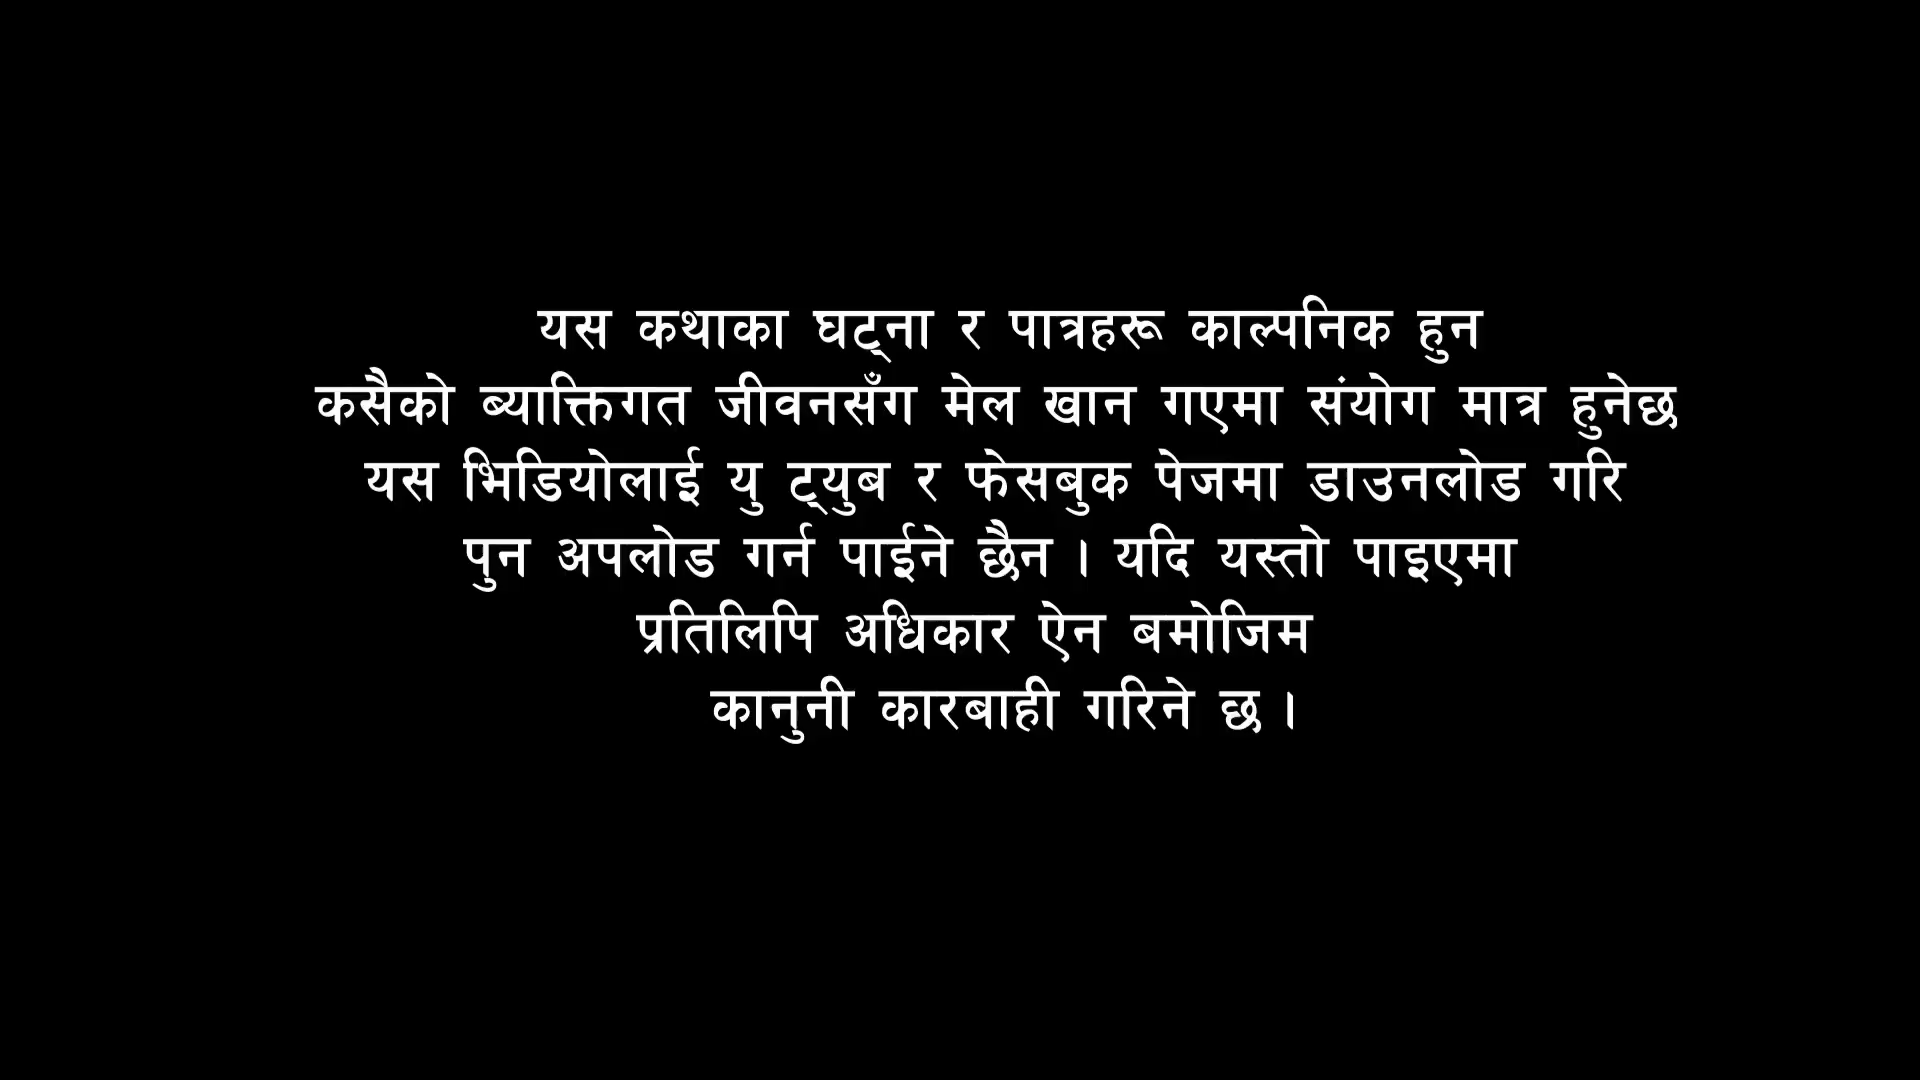 यस कथाका घट्ना र पात्रहरू काल्पनिक हुन
कसैको ब्याक्तिगत जीवनसँग मेल खान गएमा संयोग मात्र हुनेछ
यस भिडियोलाई यु ट्युब र फेसबुक पेजमा डाउनलोड गरि
पुन अपलोड गर्न पाईने छैन । यदि यस्तो पाइएमा
प्रतिलिपि अधिकार ऐन बमोजिम
कानुनी कारबाही गरिने छ ।